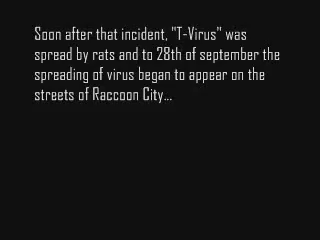 Soon after that incident, "T-Virus" was
spread by rats and to 28th of september the
spreading of virus began to appear on the
streets of Raccoon City...